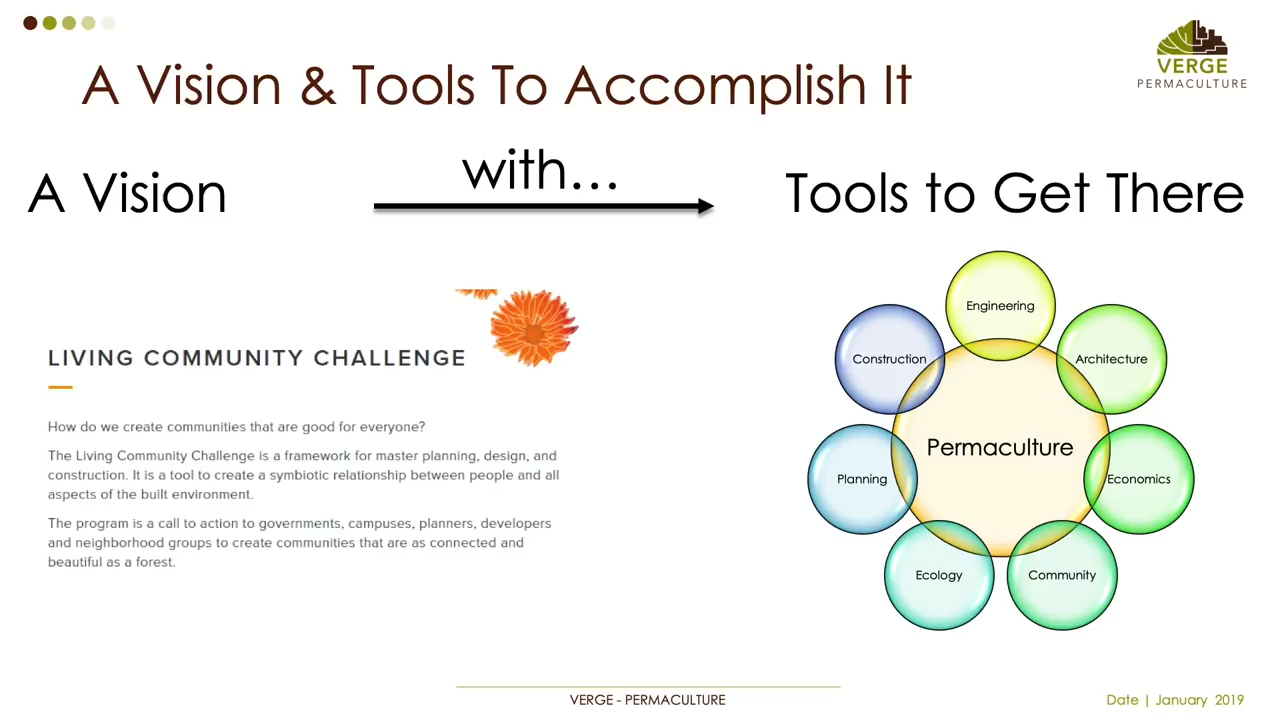 VERGE
PERMACULTURE
A Vision & Tools To Accomplish It
A Vision
with...
Tools to Get There
LIVING COMMUNITY CHALLENGE
How do we create communities that are good for everyone?
The Living Community Challenge is a framework for master planning, design, and
construction. It is a tool to create a symbiotic relationship between people and all
aspects of the built environment.
The program is a call to action to governments, campuses, planners, developers
and neighborhood groups to create communities that are as connected and
beautiful as a forest.
Engineering
Construction
Architecture
Permaculture
Planning
Economics
Ecology
Community
VERGE - PERMACULTURE
Date | January 2019